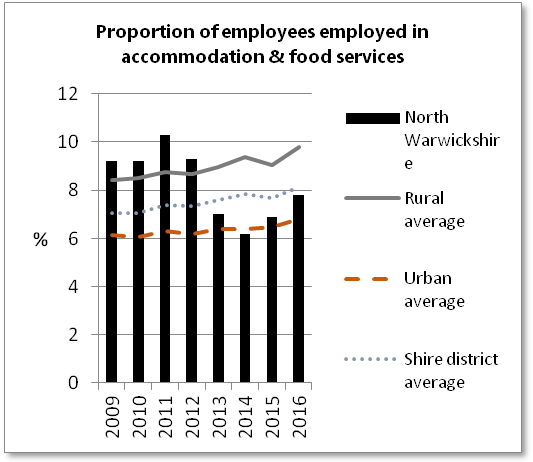 Proportion of employees employed in
accommodation & food services
12
10
8
6
4
2
0
%
2009
2010
2011
2012
2013
2014
2015
2016
North
Warwickshir
e
Rural
average
Urban
average
Shire district
average